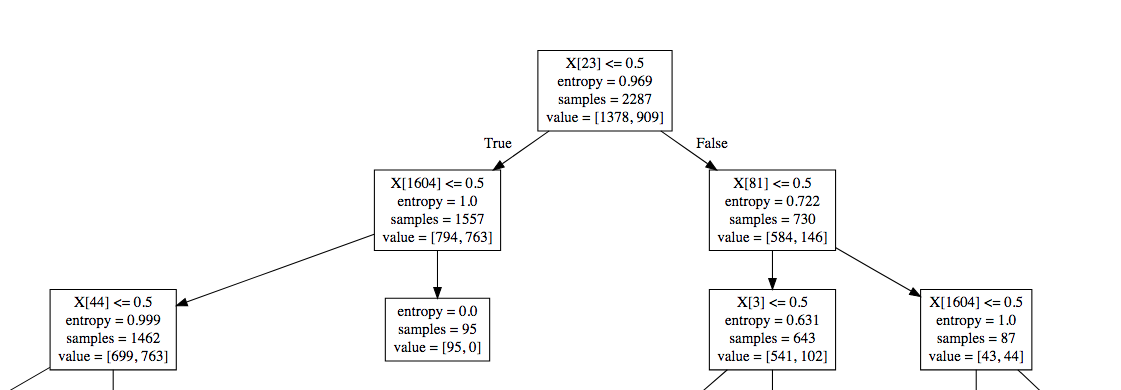 X[23] <= 0.5
entropy = 0.969
samples = 2287
value = [1378, 909]
True
False
X[1604] <= 0.5
entropy = 1.0
samples = 1557
value = [794, 763]
X[81] <= 0.5
entropy = 0.722
samples = 730
value = [584, 146]
X[44] <= 0.5
entropy = 0.999
samples = 1462
value = [699, 763]
entropy = 0.0
samples = 95
value = [95, 0]
X[3] <= 0.5
entropy = 0.631
samples = 643
value = [541, 102]
X[1604] <= 0.5
entropy = 1.0
samples = 87
value = [43, 44]